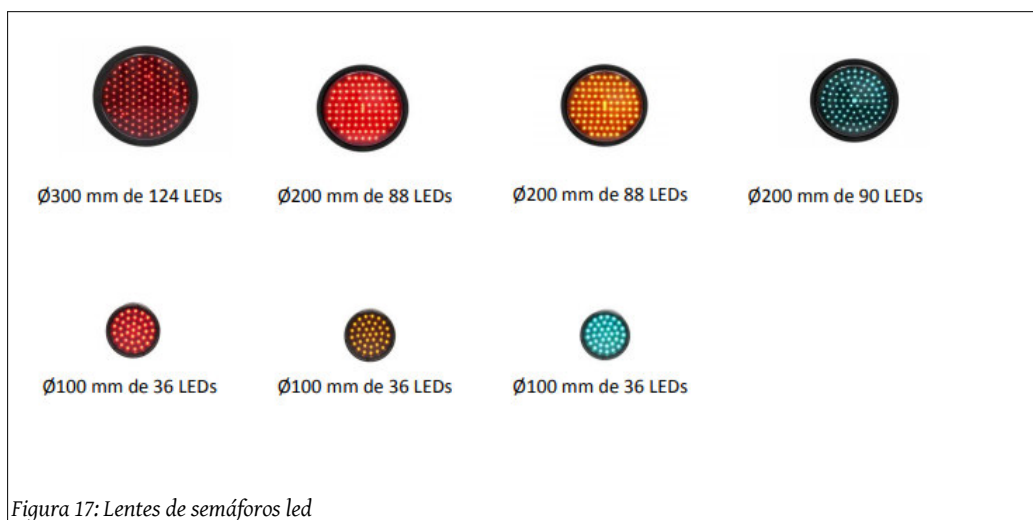 Ø300 mm de 124 LEDs
Ø200 mm de 88 LEDs
Ø200 mm de 88 LEDs
Ø200 mm de 90 LEDs
Ø100 mm de 36 LEDs
Ø100 mm de 36 LEDs
Ø100 mm de 36 LEDs
Figura 17: Lentes de semáforos led